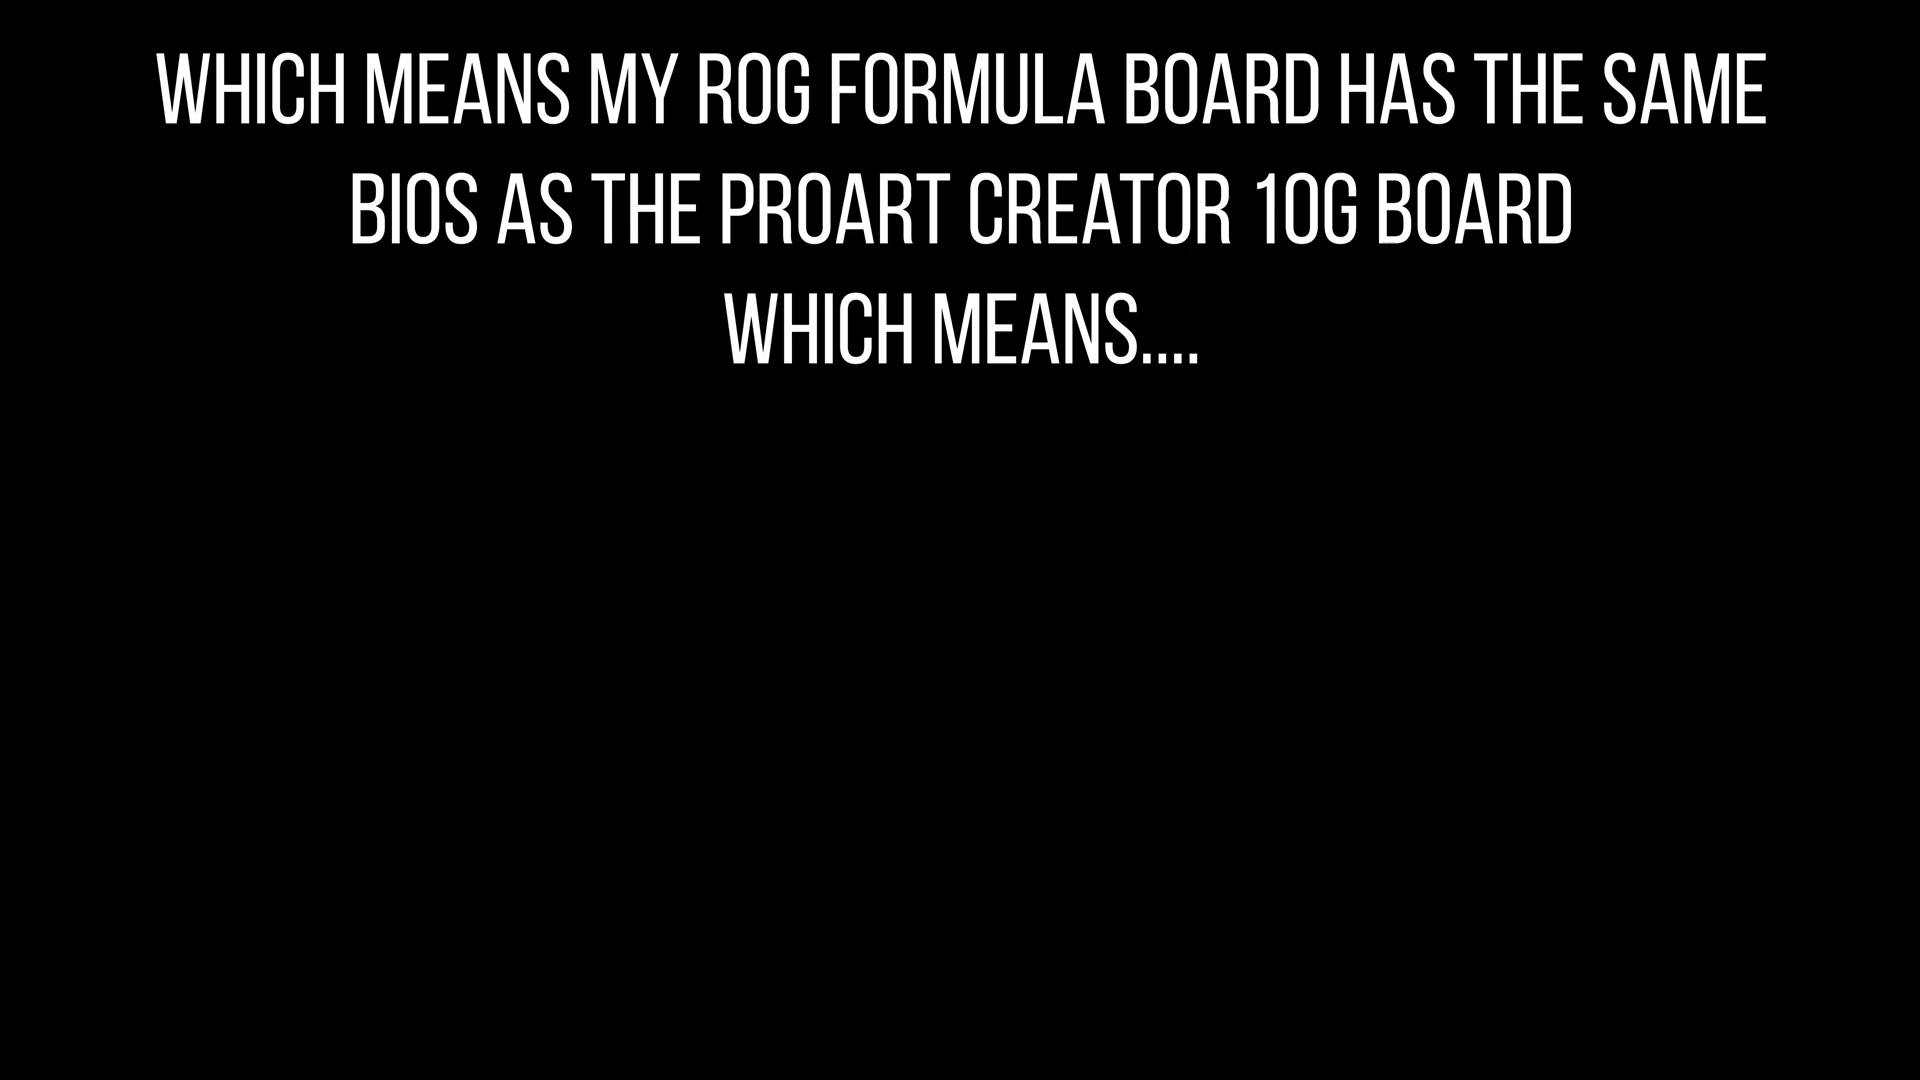 WHICH MEANS MY ROG FORMULA BOARD HAS THE SAME
BIOS AS THE PROART CREATOR 10G BOARD
WHICH MEANS....